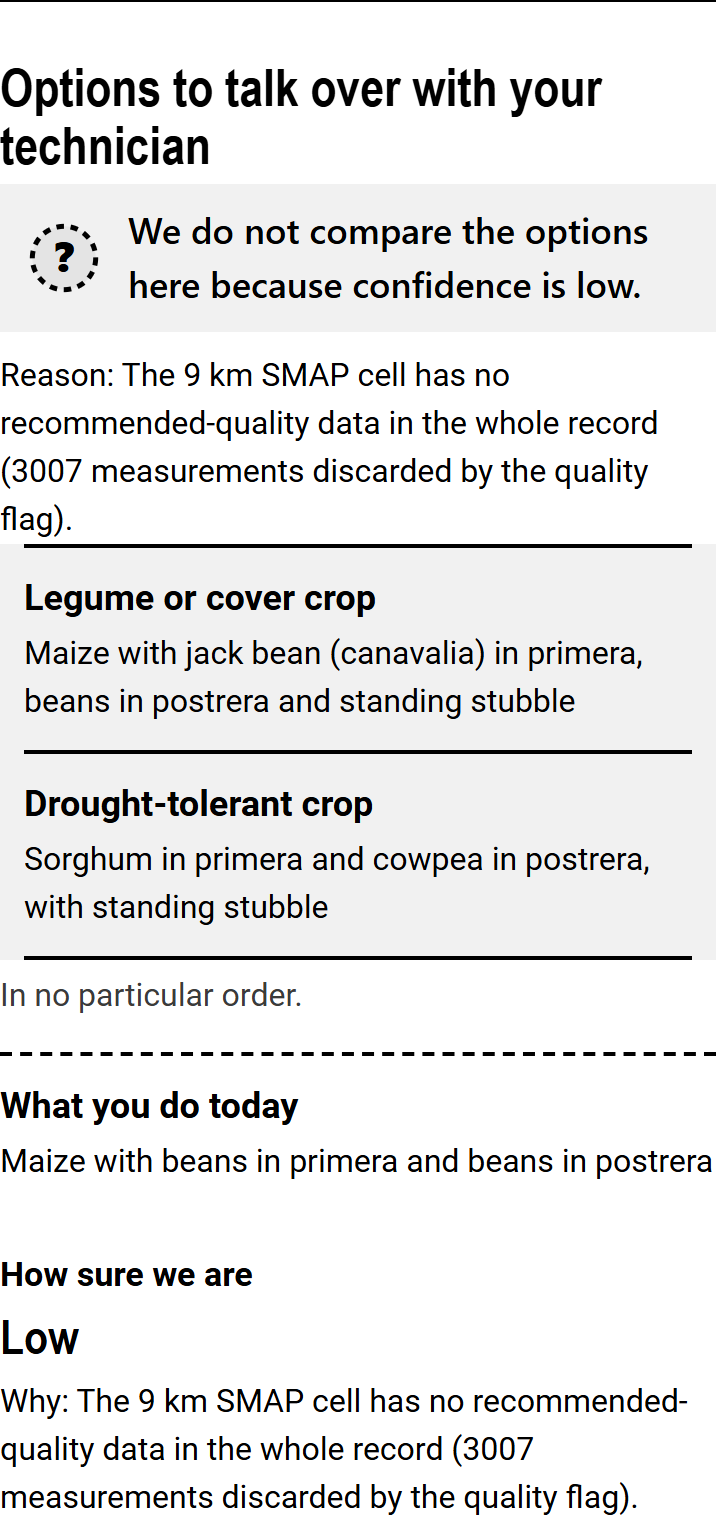 Options to talk over with your
technician
?
We do not compare the options
here because confidence is low.
Reason: The 9 km SMAP cell has no
recommended-quality data in the whole record
(3007 measurements discarded by the quality
flag).
Legume or cover crop
Maize with jack bean (canavalia) in primera,
beans in postrera and standing stubble
Drought-tolerant crop
Sorghum in primera and cowpea in postrera,
with standing stubble
In no particular order.
What you do today
Maize with beans in primera and beans in postrera
How sure we are
Low
Why: The 9 km SMAP cell has no recommended-
quality data in the whole record (3007
measurements discarded by the quality flag).